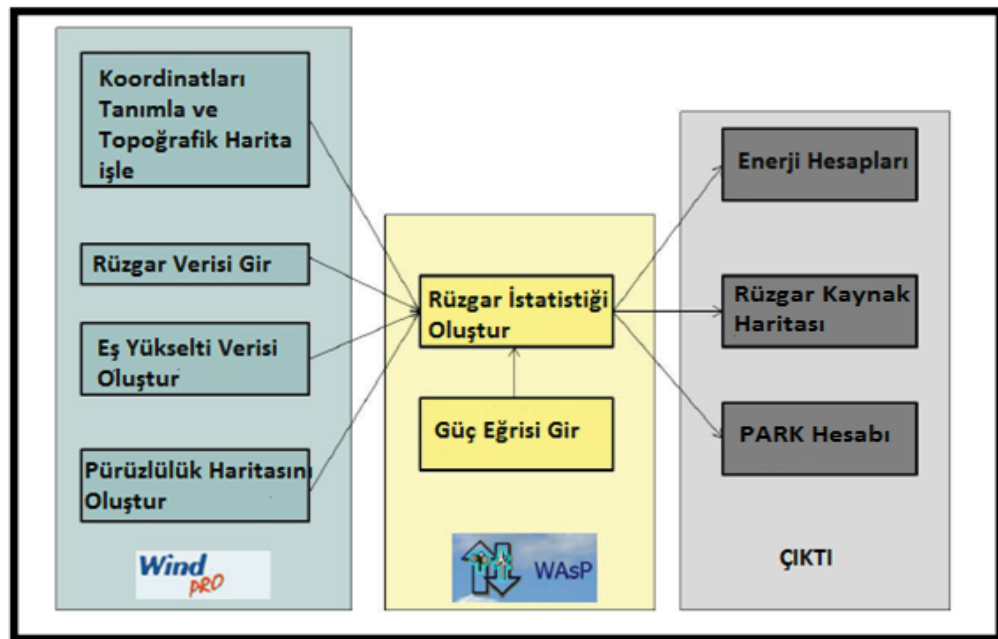 Koordinatları
Tanımla ve
Topoğrafik Harita
işle
Rüzgar Verisi Gir
Eş Yükselti Verisi
Oluştur
Pürüzlülük Haritasını
Oluştur
Wind
PRO
Rüzgar İstatistiği
Oluştur
Güç Eğrisi Gir
WAsP
Enerji Hesapları
Rüzgar Kaynak
Haritası
PARK Hesabı
ÇIKTI